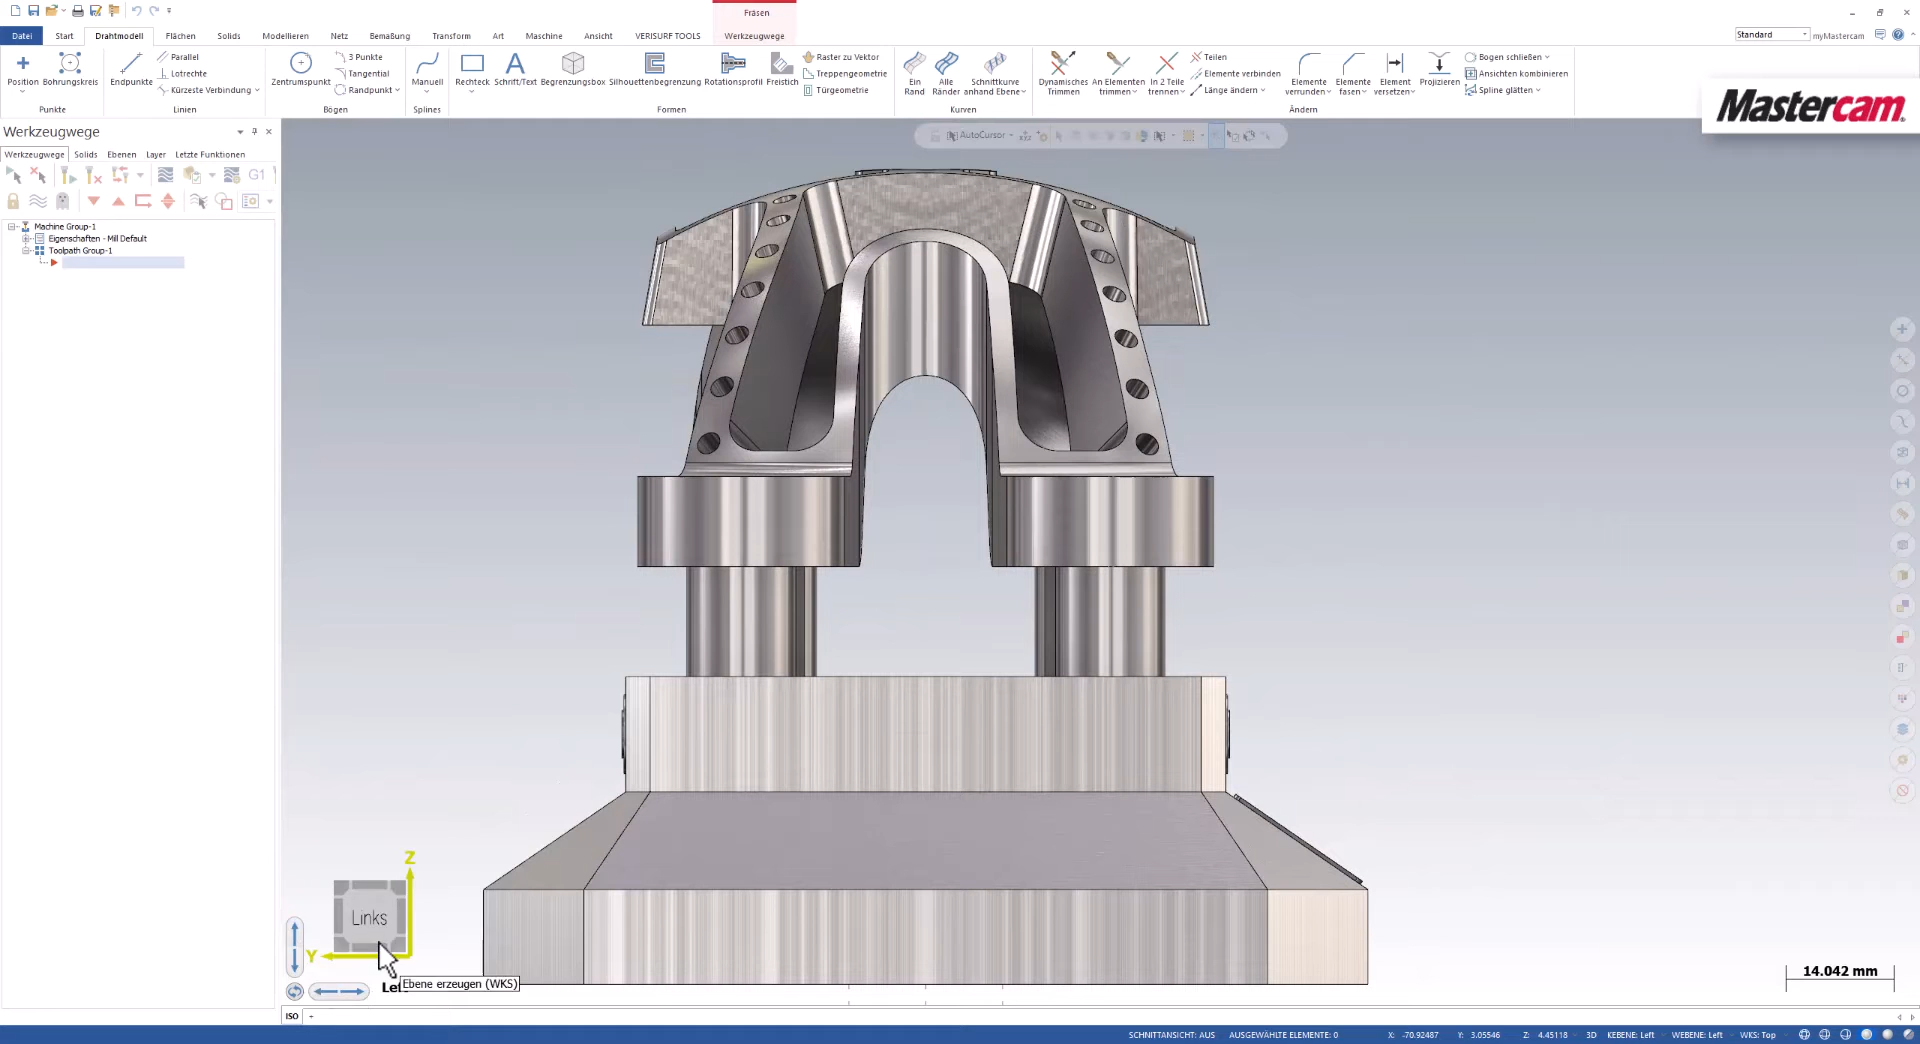 Fräsen
Datei
Start
Drahtmodell
Flächen
Solids
Modellieren
Netz
Bemaßung
Transform
Art
Maschine
Ansicht
VERISURF TOOLS
Werkzeugwege
Standard
myMastercam
Position
Bohrungskreis
Punkte
Endpunkte
Parallel
Lotrechte
Kürzeste Verbindung
Linien
Zentrumspunkt
3 Punkte
Tangential
Randpunkt
Bögen
Manuell
Splines
Rechteck
Schrift/Text
Begrenzungsbox
Silhouettenbegrenzung
Rotationsprofil
Freistich
Raster zu Vektor
Treppengeometrie
Türgeometrie
Formen
Ein
Rand
Alle
Ränder
Schnittkurve
anhand Ebene
Kurven
Dynamisches
Trimmen
An Elementen
trimmen
In 2 Teile
trennen
Teilen
Elemente verbinden
Länge ändern
Elemente
verrunden
Elemente
fasen
Element
versetzen
Projizieren
Bogen schließen
Ansichten kombinieren
Spline glätten
Ändern
Mastercam.
Werkzeugwege
Werkzeugwege
Solids
Ebenen
Layer
Letzte Funktionen
G1
Machine Group-1
Eigenschaften - Mill Default
Toolpath Group-1
AutoCursor
Z
Links
Y
Ebene erzeugen (WKS)
14.042 mm
ISO
+
SCHNITTANSICHT: AUS
AUSGEWÄHLTE ELEMENTE: 0
X: -70.92487
Y: 3.05546
Z: 4.45118
3D
KEBENE: Left
WEBENE: Left
WKS: Top